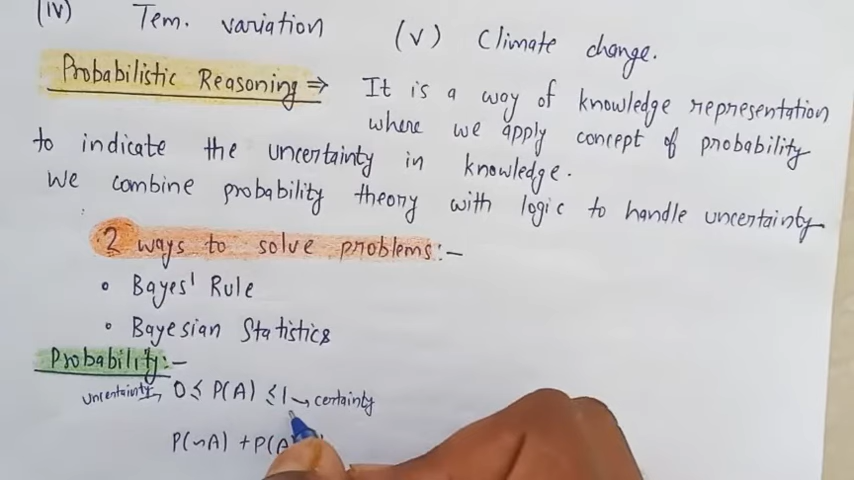 (iv) Tem. variation (v) Climate change.
Probabilistic Reasoning ⇒ It is a way of knowledge representation
where we apply concept of probability
to indicate the uncertainty in knowledge.
We combine probability theory with logic to handle uncertainty
2 ways to solve problems:-
• Bayes' Rule
• Bayesian Statistics
Probability:-
uncertainty → 0 ≤ P(A) ≤ 1 → certainty
P(¬A) + P(A